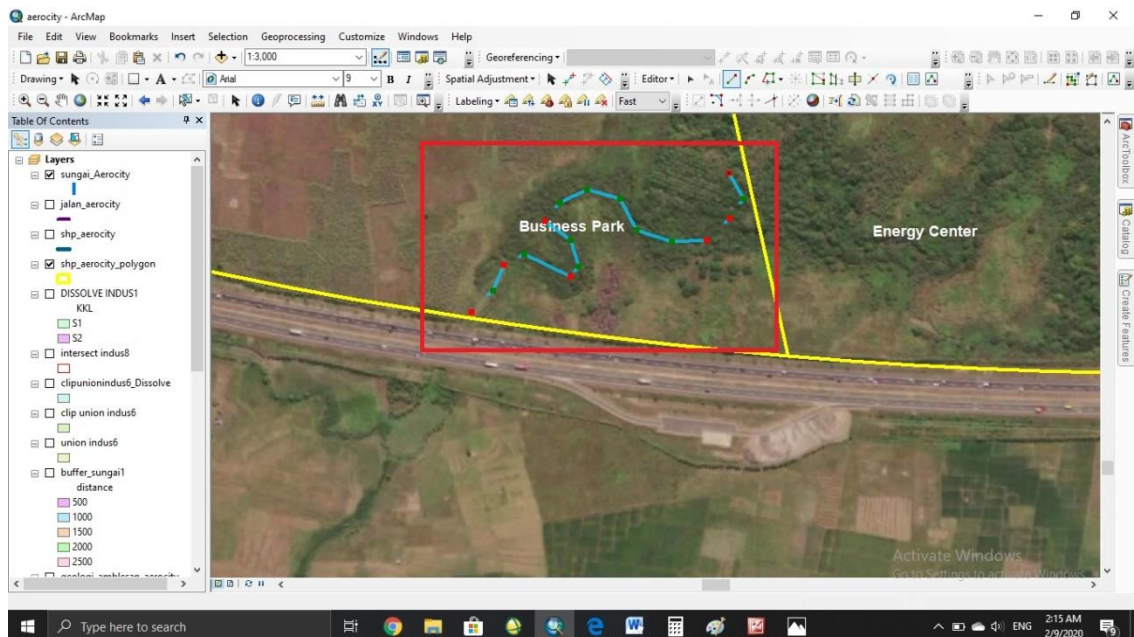 aerocity - ArcMap
File Edit View Bookmarks Insert Selection Geoprocessing Customize Windows Help
1:3,000 Georeferencing
Drawing A Arial 9 B I Spatial Adjustment Editor
Labeling Fast
Table Of Contents
Layers
sungai_Aerocity
jalan_aerocity
shp_aerocity
shp_aerocity_polygon
DISSOLVE INDUS1
KKL
S1
S2
intersect indus8
clipunionindus6_Dissolve
clip union indus6
union indus6
buffer_sungai1
distance
500
1000
1500
2000
2500
Business Park
Energy Center
ArcToolbox
Catalog
Create Features
Activate Windows
Go to Settings to activate Windows.
Type here to search
ENG
2:15 AM
2/9/2020